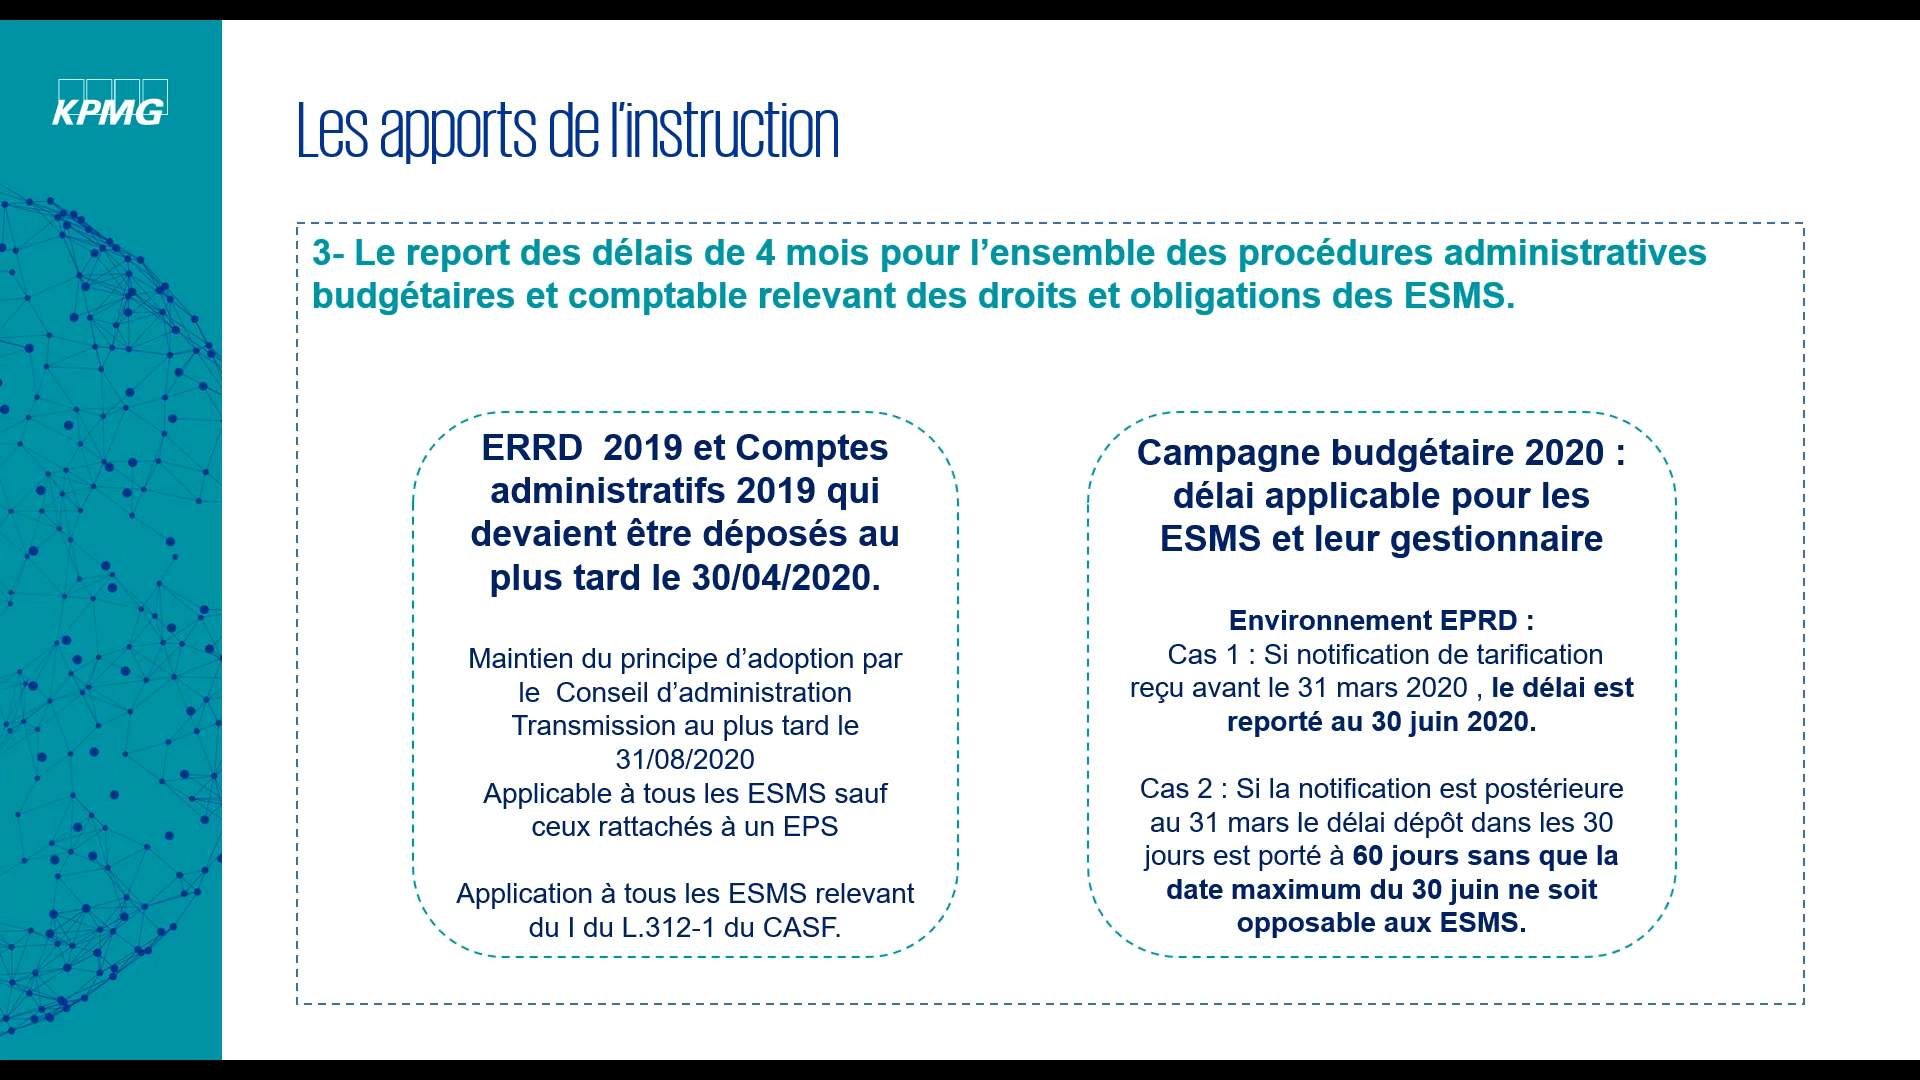 KPMG
Les apports de l'instruction
3- Le report des délais de 4 mois pour l’ensemble des procédures administratives
budgétaires et comptable relevant des droits et obligations des ESMS.
ERRD  2019 et Comptes
administratifs 2019 qui
devaient être déposés au
plus tard le 30/04/2020.
Maintien du principe d’adoption par
le  Conseil d’administration
Transmission au plus tard le
31/08/2020
Applicable à tous les ESMS sauf
ceux rattachés à un EPS
Application à tous les ESMS relevant
du I du L.312-1 du CASF.
Campagne budgétaire 2020 :
délai applicable pour les
ESMS et leur gestionnaire
Environnement EPRD :
Cas 1 : Si notification de tarification
reçu avant le 31 mars 2020 , le délai est
reporté au 30 juin 2020.
Cas 2 : Si la notification est postérieure
au 31 mars le délai dépôt dans les 30
jours est porté à 60 jours sans que la
date maximum du 30 juin ne soit
opposable aux ESMS.